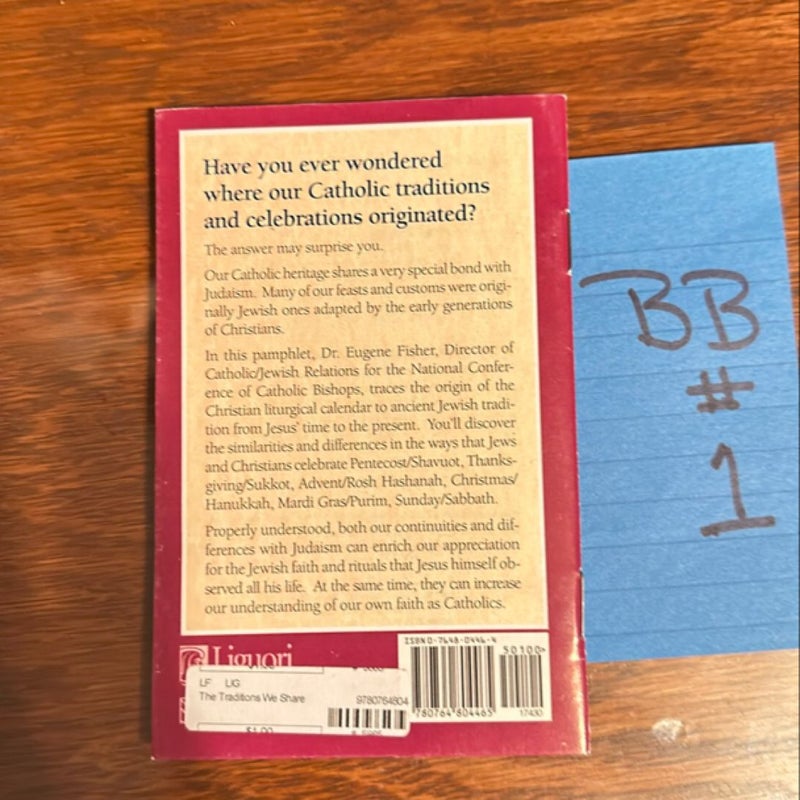 Have you ever wondered
where our Catholic traditions
and celebrations originated?
The answer may surprise you.
Our Catholic heritage shares a very special bond with
Judaism. Many of our feasts and customs were origi-
nally Jewish ones adapted by the early generations
of Christians.
In this pamphlet, Dr. Eugene Fisher, Director of
Catholic/Jewish Relations for the National Confer-
ence of Catholic Bishops, traces the origin of the
Christian liturgical calendar to ancient Jewish tradi-
tion from Jesus' time to the present. You'll discover
the similarities and differences in the ways that Jews
and Christians celebrate Pentecost/Shavuot, Thanks-
giving/Sukkot, Advent/Rosh Hashanah, Christmas/
Hanukkah, Mardi Gras/Purim, Sunday/Sabbath.
Properly understood, both our continuities and dif-
ferences with Judaism can enrich our appreciation
for the Jewish faith and rituals that Jesus himself ob-
served all his life. At the same time, they can increase
our understanding of our own faith as Catholics.
Liguori
LF LIG
The Traditions We Share
9780764804
$1.00
ISBN 0-7648-0446-4
50100>
9780764804465
17430
BB
#
1